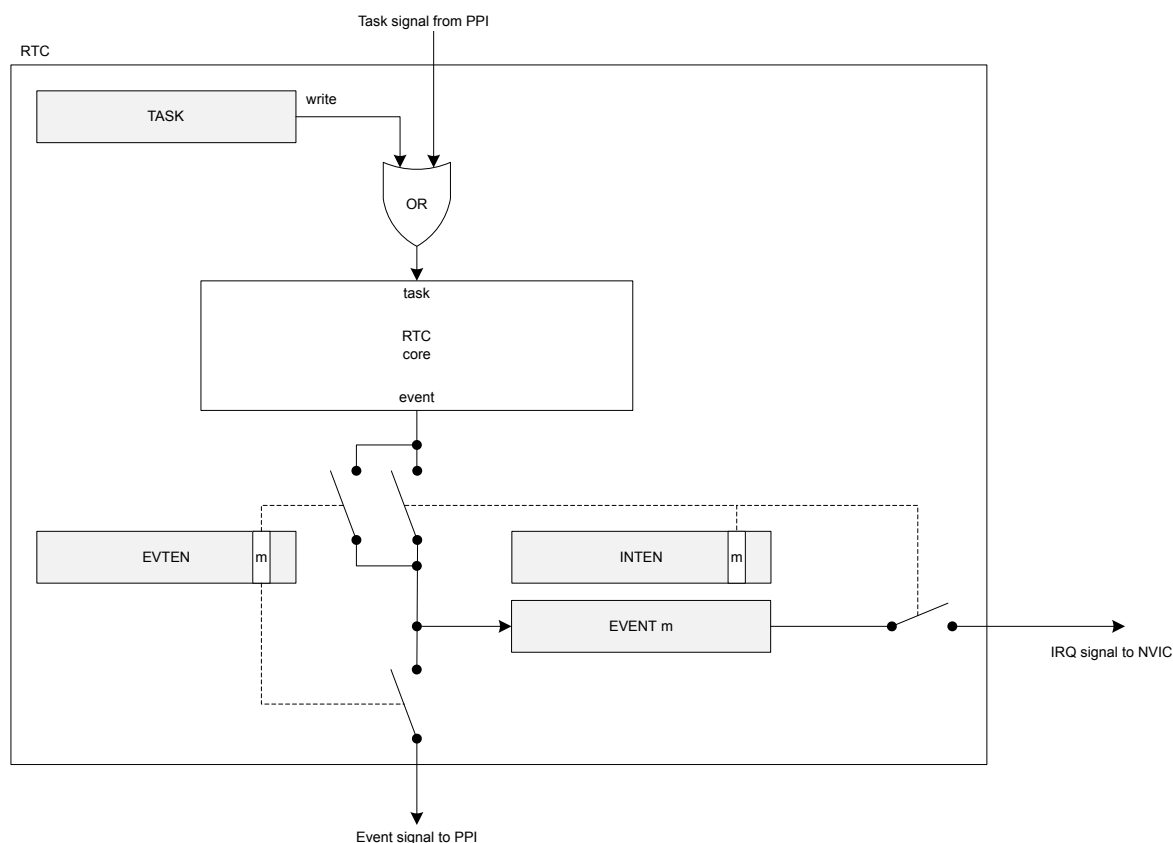 Task signal from PPI
RTC
write
TASK
OR
task
RTC
core
event
EVTEN
m
INTEN
m
EVENT m
IRQ signal to NVIC
Event signal to PPI